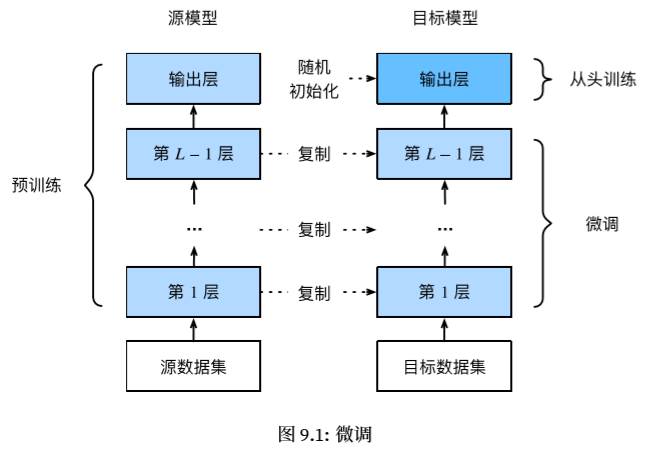 源模型
目标模型
输出层
随机
初始化
输出层
从头训练
第 L – 1 层
复制
第 L – 1 层
预训练
...
复制
...
微调
第 1 层
复制
第 1 层
源数据集
目标数据集
图 9.1: 微调